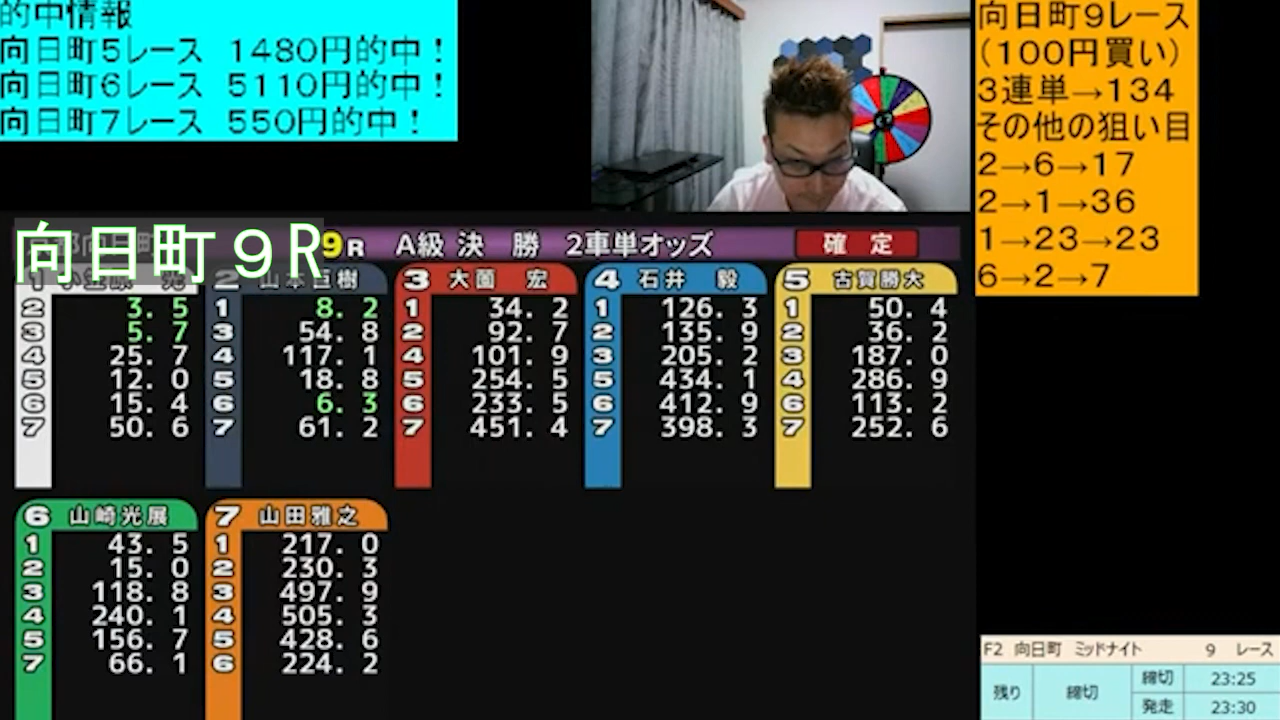 的中情報
向日町5レース 1480円的中!
向日町6レース 5110円的中!
向日町7レース 550円的中!
向日町9レース
(100円買い)
3連単→134
その他の狙い目
2→6→17
2→1→36
1→23→23
6→2→7
向日町9R
9R A級 決 勝 2車単オッズ 確 定
1
2 3.5
3 5.7
4 25.7
5 12.0
6 15.4
7 50.6
2 山本巨樹
1 8.2
3 54.8
4 117.1
5 18.8
6 6.3
7 61.2
3 大薗 宏
1 34.2
2 92.7
4 101.9
5 254.5
6 233.5
7 451.4
4 石井 毅
1 126.3
2 135.9
3 205.2
5 434.1
6 412.9
7 398.3
5 古賀勝大
1 50.4
2 36.2
3 187.0
4 286.9
6 113.2
7 252.6
6 山崎光展
1 43.5
2 15.0
3 118.8
4 240.1
5 156.7
7 66.1
7 山田雅之
1 217.0
2 230.3
3 497.9
4 505.3
5 428.6
6 224.2
F2 向日町 ミッドナイト 9 レース
残り 締切 締切 23:25
発走 23:30